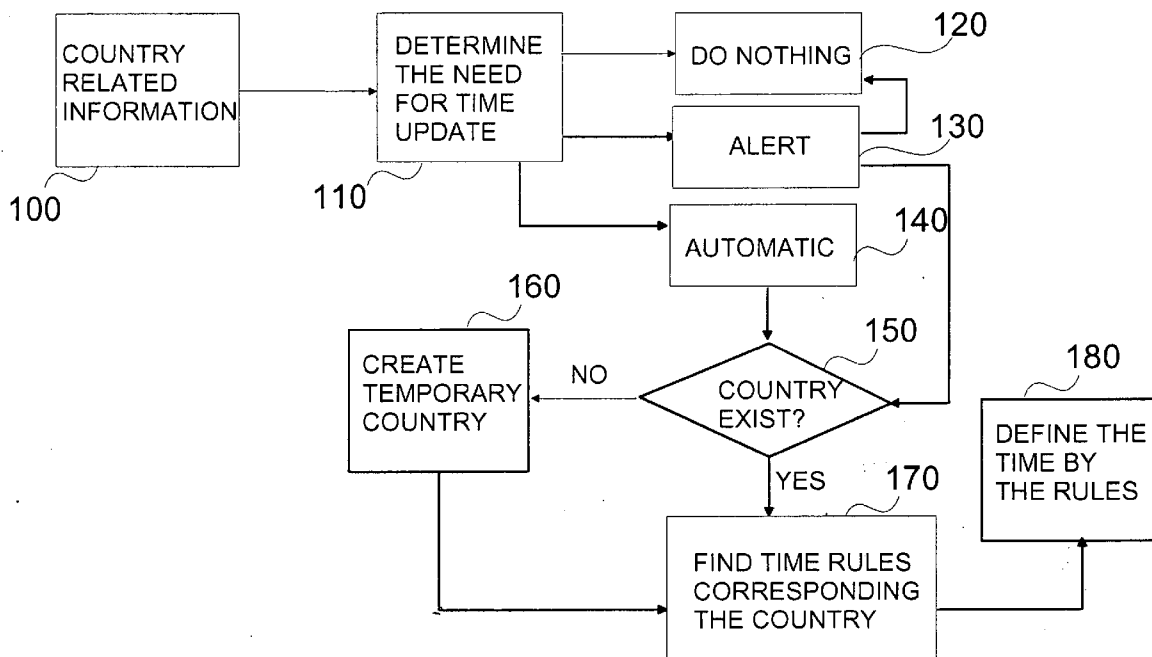 COUNTRY
RELATED
INFORMATION
100
DETERMINE
THE NEED
FOR TIME
UPDATE
110
DO NOTHING
120
ALERT
130
AUTOMATIC
140
COUNTRY
EXIST?
150
NO
YES
CREATE
TEMPORARY
COUNTRY
160
FIND TIME RULES
CORRESPONDING
THE COUNTRY
170
DEFINE THE
TIME BY
THE RULES
180